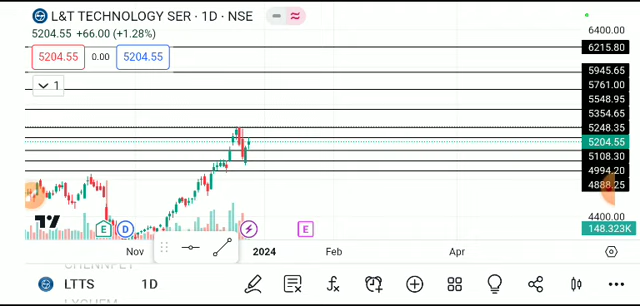 L&T TECHNOLOGY SER · 1D · NSE
5204.55 +66.00 (+1.28%)
5204.55 0.00 5204.55
1
6400.00
6215.80
5945.65
5761.00
5548.95
5354.65
5248.35
5204.55
5108.30
4994.20
4888.25
4400.00
148.323K
E D E
Nov 2024 Feb Apr
LTTS 1D